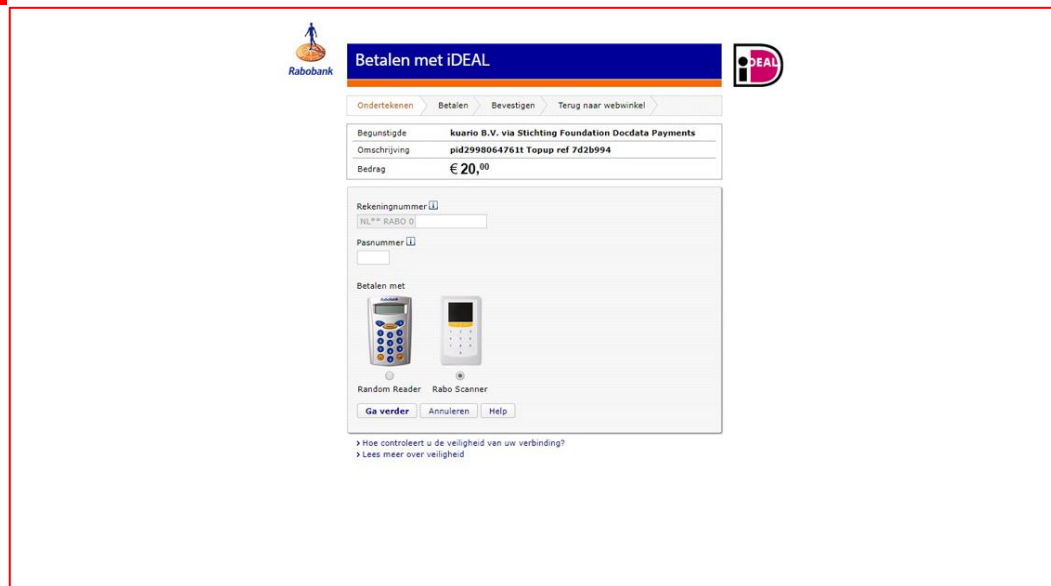 Rabobank
Betalen met iDEAL
iDEAL
Ondertekenen Betalen Bevestigen Terug naar webwinkel
Begunstigde kuario B.V. via Stichting Foundation Docdata Payments
Omschrijving pid2998064761t Topup ref 7d2b994
Bedrag € 20,00
Rekeningnummer i
NL** RABO 0
Pasnummer i
Betalen met
Random Reader Rabo Scanner
Ga verder Annuleren Help
› Hoe controleert u de veiligheid van uw verbinding?
› Lees meer over veiligheid